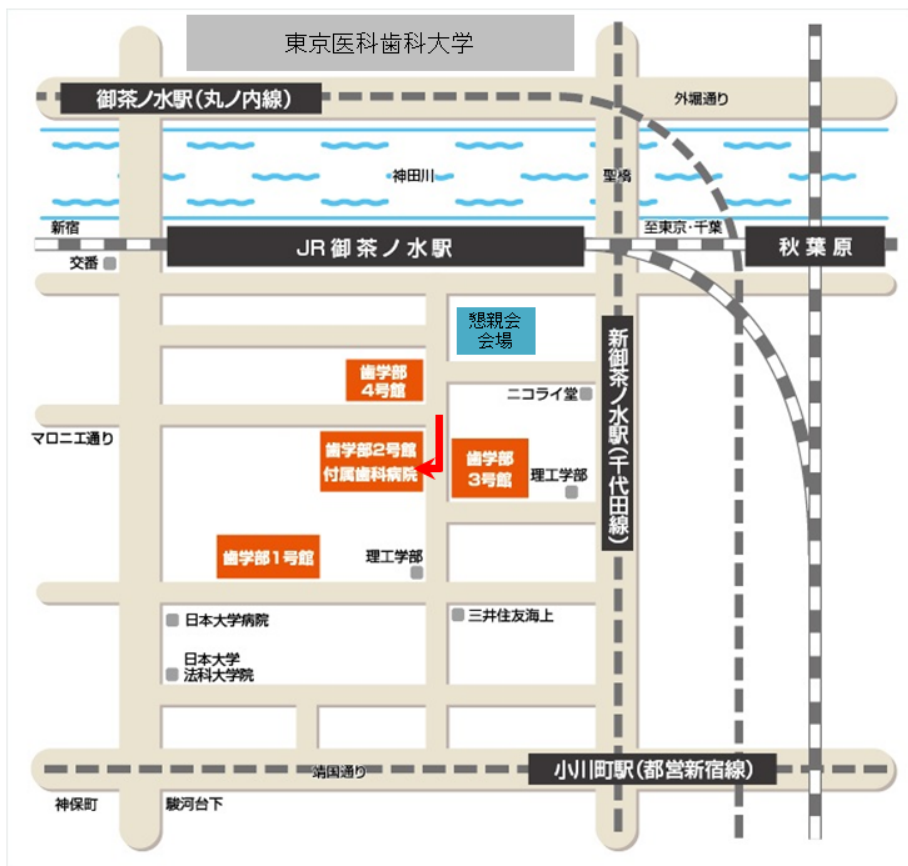 東京医科歯科大学
御茶ノ水駅(丸ノ内線)
外堀通り
神田川
聖橋
新宿
至東京・千葉
JR御茶ノ水駅
秋葉原
交番
懇親会
会場
新御茶ノ水駅(千代田線)
歯学部
4号館
ニコライ堂
マロニエ通り
歯学部2号館
付属歯科病院
歯学部
3号館
理工学部
歯学部1号館
理工学部
日本大学病院
三井住友海上
日本大学
法科大学院
靖国通り
小川町駅(都営新宿線)
神保町
駿河台下